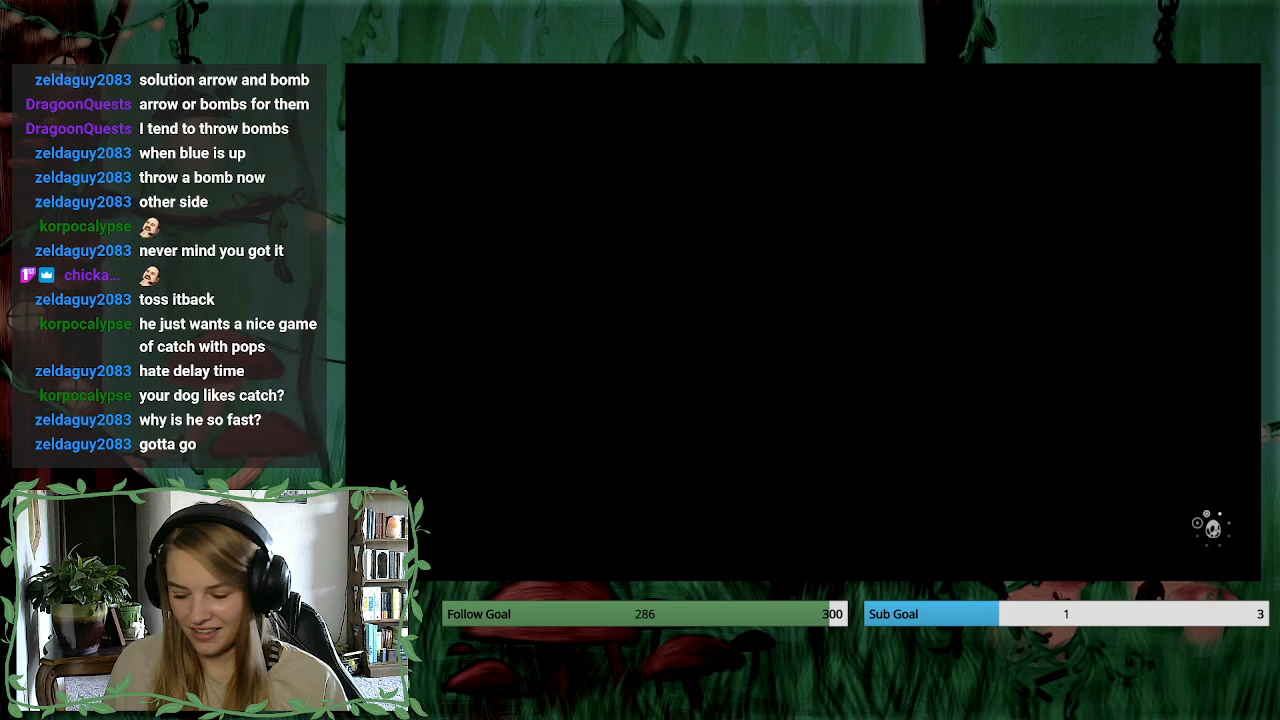 zeldaguy2083 solution arrow and bomb
DragoonQuests arrow or bombs for them
DragoonQuests I tend to throw bombs
zeldaguy2083 when blue is up
zeldaguy2083 throw a bomb now
zeldaguy2083 other side
korpocalypse
zeldaguy2083 never mind you got it
1ST chicka...
zeldaguy2083 toss itback
korpocalypse he just wants a nice game
of catch with pops
zeldaguy2083 hate delay time
korpocalypse your dog likes catch?
zeldaguy2083 why is he so fast?
zeldaguy2083 gotta go
Follow Goal 286 300
Sub Goal 1 3